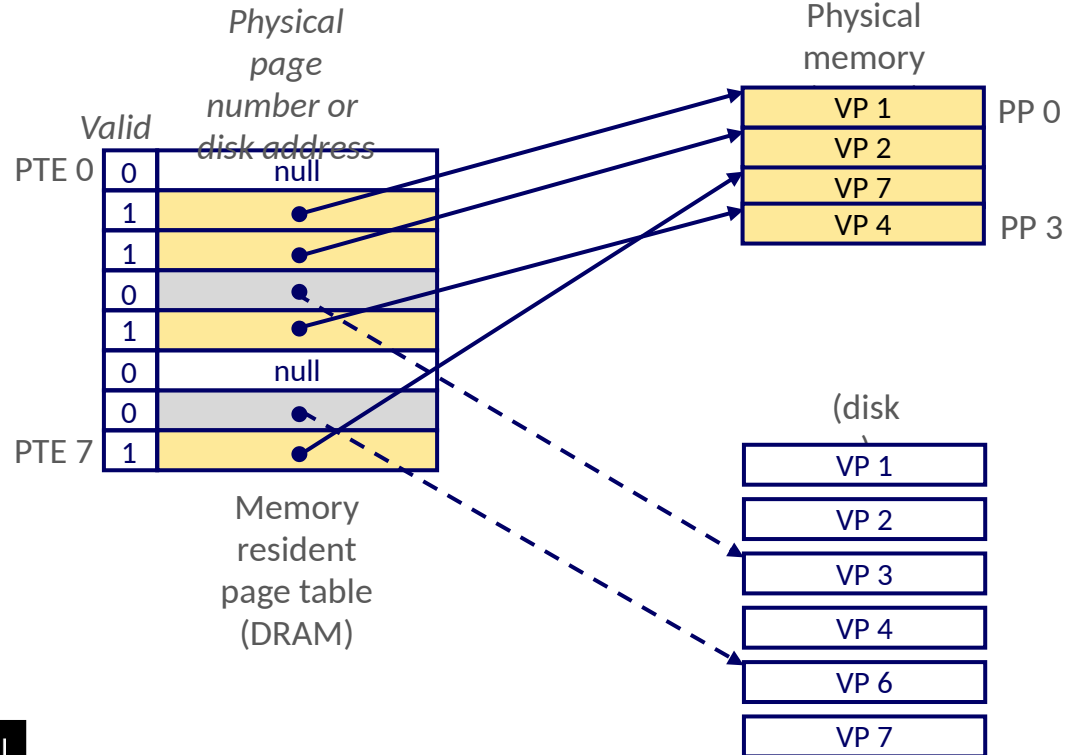 Physical
page
number or
disk address
Valid
PTE 0
0
null
1
1
0
1
0
null
0
PTE 7
1
Memory
resident
page table
(DRAM)
Physical
memory
VP 1
PP 0
VP 2
VP 7
VP 4
PP 3
(disk
)
VP 1
VP 2
VP 3
VP 4
VP 6
VP 7